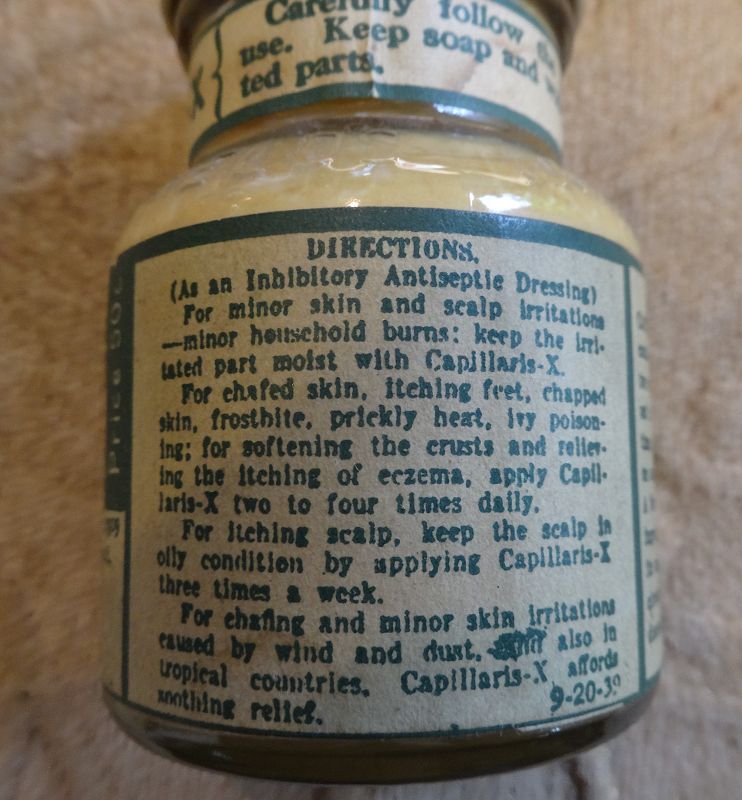 Carefully follow
use. Keep soap and
ted parts.
X
Price 50¢
DIRECTIONS.
(As an Inhibitory Antiseptic Dressing)
For minor skin and scalp irritations
—minor household burns: keep the irri-
tated part moist with Capillaris-X.
For chafed skin, itching feet, chapped
skin, frostbite, prickly heat, ivy poison-
ing; for softening the crusts and reliev-
ing the itching of eczema, apply Capil-
laris-X two to four times daily.
For itching scalp, keep the scalp in
oily condition by applying Capillaris-X
three times a week.
For chafing and minor skin irritations
caused by wind and dust, also in
tropical countries, Capillaris-X affords
soothing relief.
9-20-39